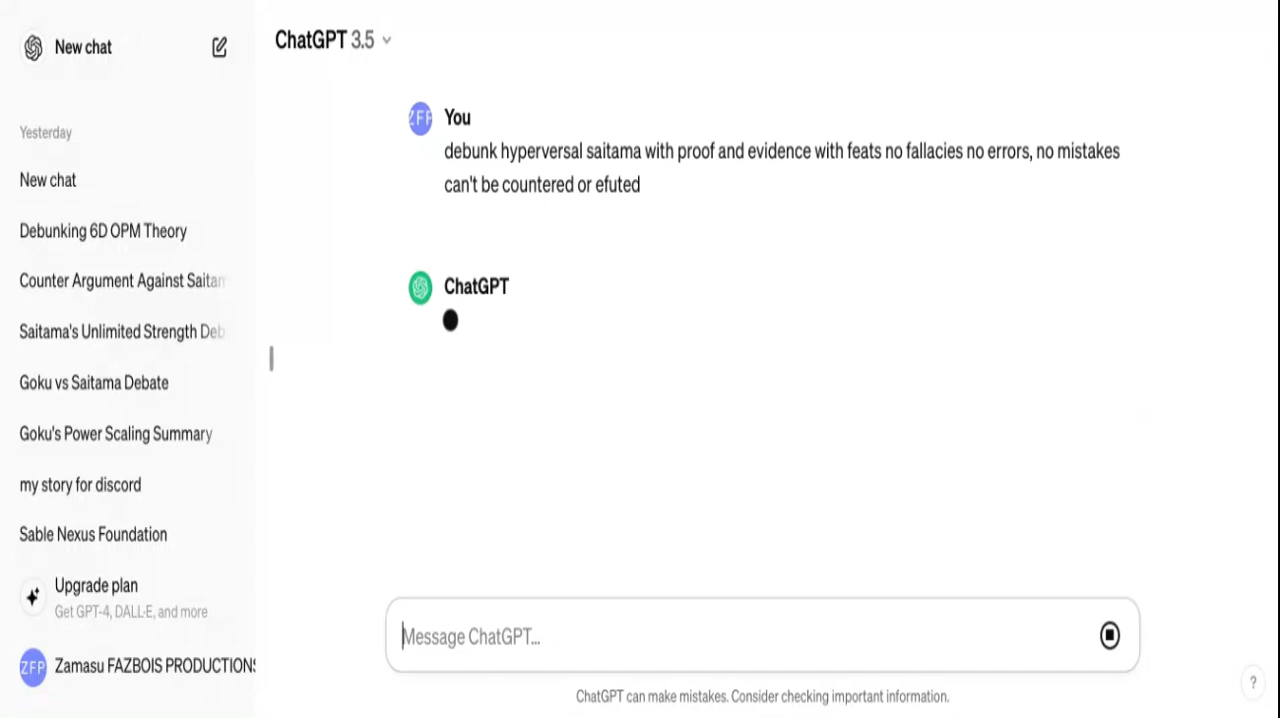 New chat
Yesterday
New chat
Debunking 6D OPM Theory
Counter Argument Against Saitam
Saitama's Unlimited Strength Deb
Goku vs Saitama Debate
Goku's Power Scaling Summary
my story for discord
Sable Nexus Foundation
Upgrade plan
Get GPT-4, DALL·E, and more
ZFP Zamasu FAZBOIS PRODUCTIONS
ChatGPT 3.5
ZFP You
debunk hyperversal saitama with proof and evidence with feats no fallacies no errors, no mistakes
can't be countered or efuted
ChatGPT
Message ChatGPT...
ChatGPT can make mistakes. Consider checking important information.
?